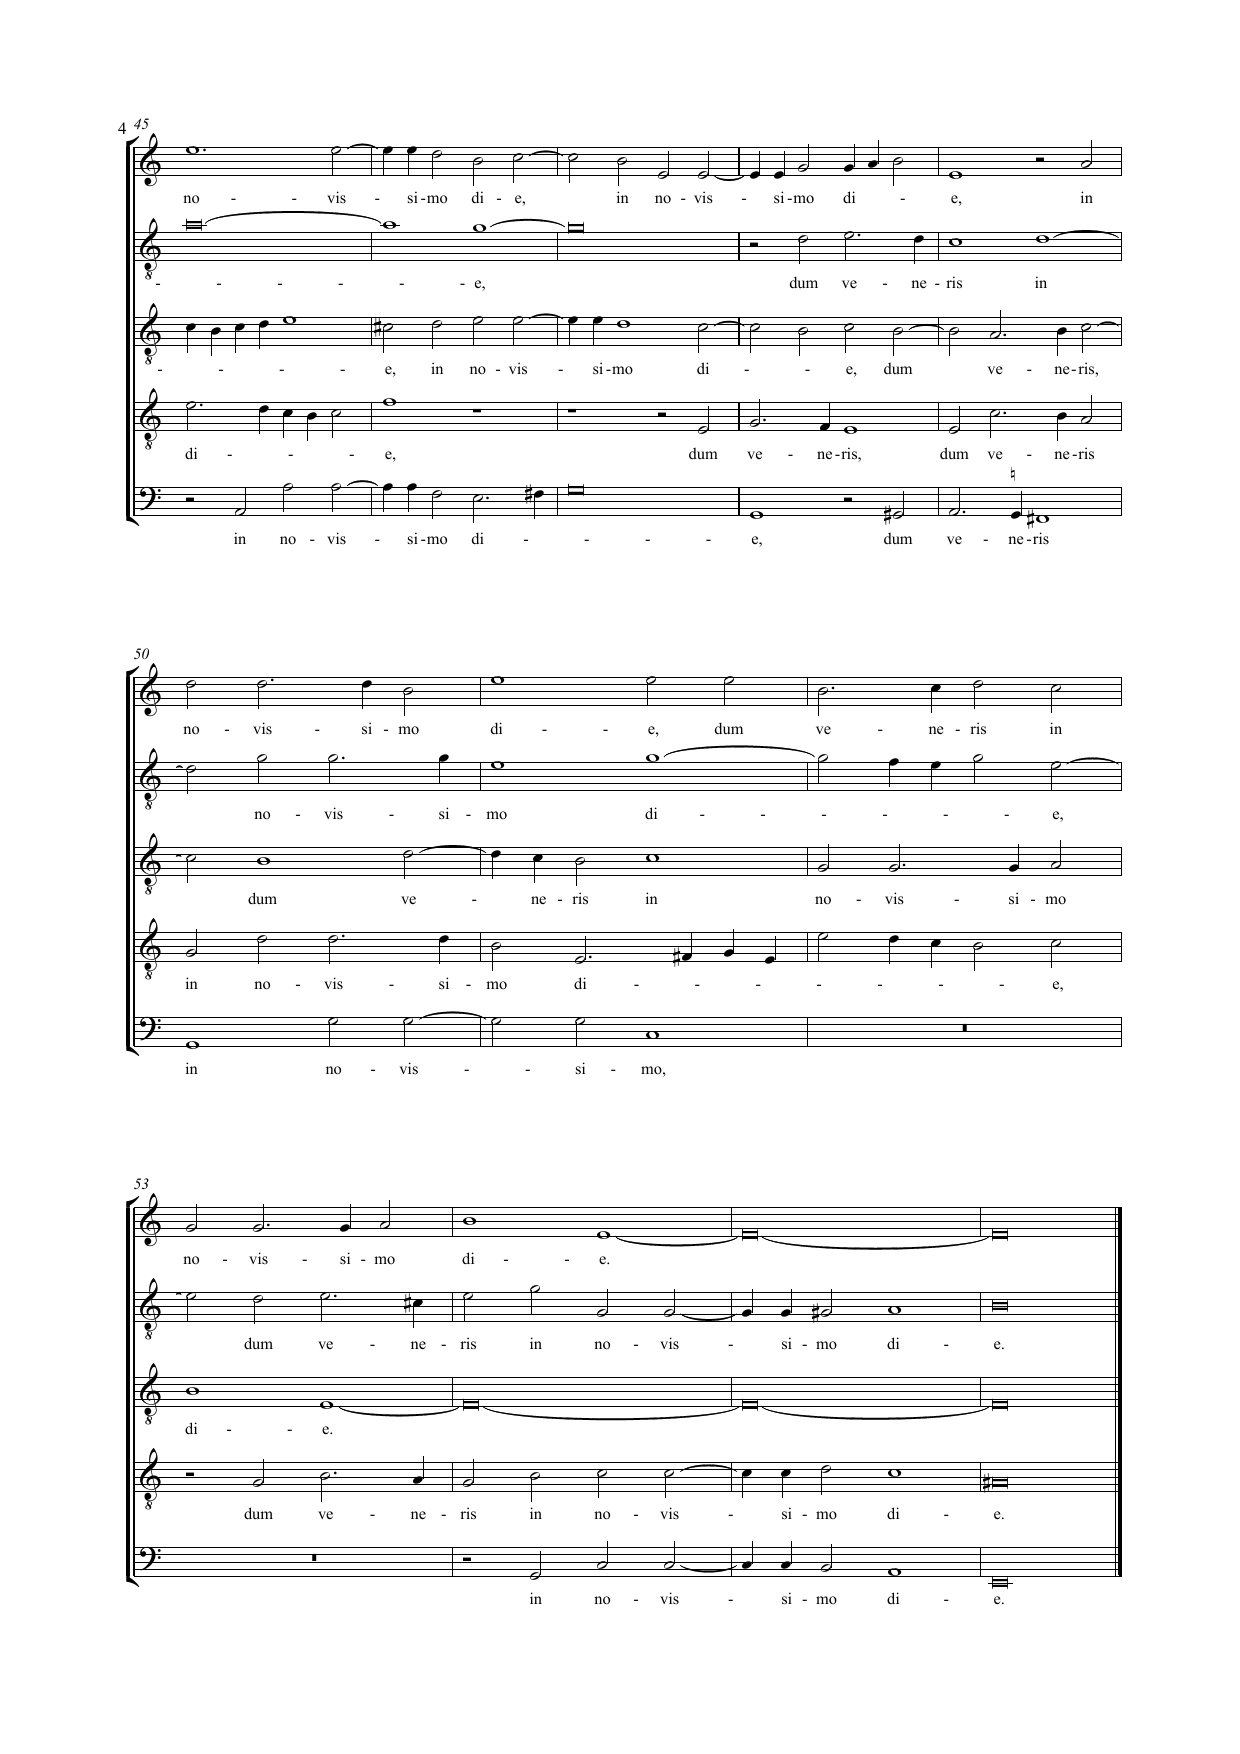 4 45
no - - vis - si - mo di - e, in no - vis - si - mo di - e, in
- - - - - - e, dum ve - ne - ris in
- - - - e, in no - vis - si - mo di - - e, dum ve - ne - ris,
di - - - e, dum ve - ne - ris, dum ve - ne - ris
in no - vis - si - mo di - - - - e, dum ve - ne - ris
50
no - vis - si - mo di - - e, dum ve - ne - ris in
no - vis - si - mo di - - - - - - e,
dum ve - - ne - ris in no - vis - si - mo
in no - vis - si - mo di - - - - - - - e,
in no - vis - - si - mo,
53
no - vis - si - mo di - - e.
dum ve - ne - ris in no - vis - si - mo di - e.
di - - e.
dum ve - ne - ris in no - vis - si - mo di - e.
in no - vis - si - mo di - e.